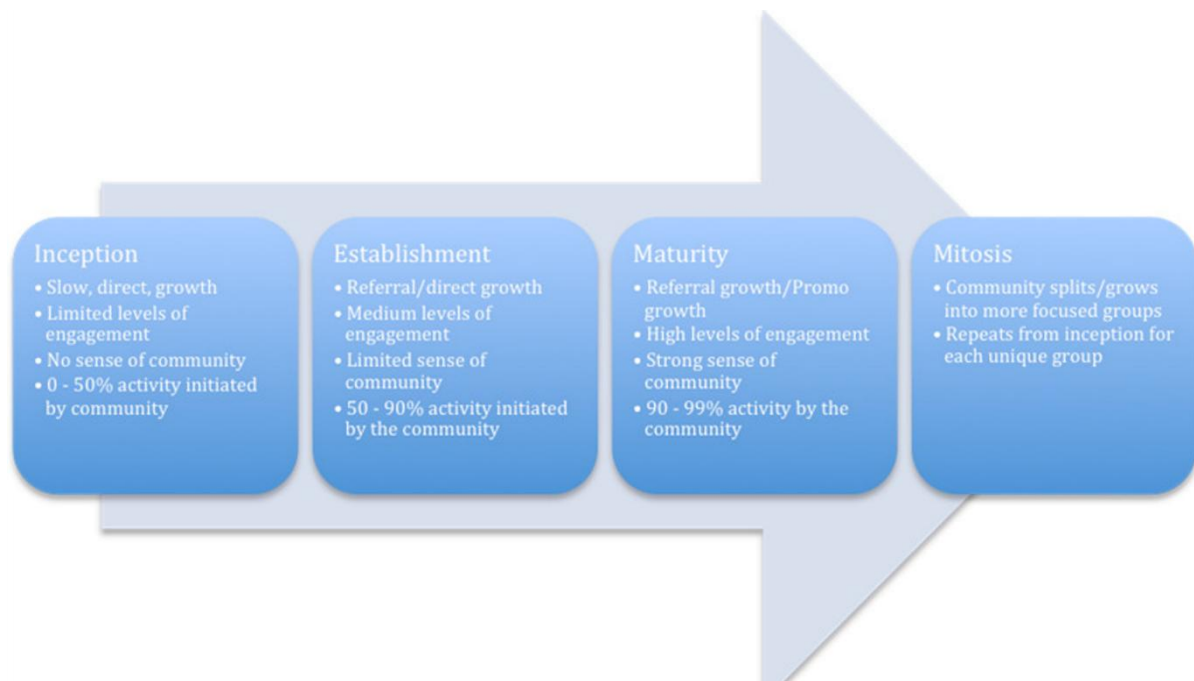 Inception
• Slow, direct, growth
• Limited levels of
engagement
• No sense of community
• 0 - 50% activity initiated
by community
Establishment
• Referral/direct growth
• Medium levels of
engagement
• Limited sense of
community
• 50 - 90% activity initiated
by the community
Maturity
• Referral growth/Promo
growth
• High levels of engagement
• Strong sense of
community
• 90 - 99% activity by the
community
Mitosis
• Community splits/grows
into more focused groups
• Repeats from inception for
each unique group